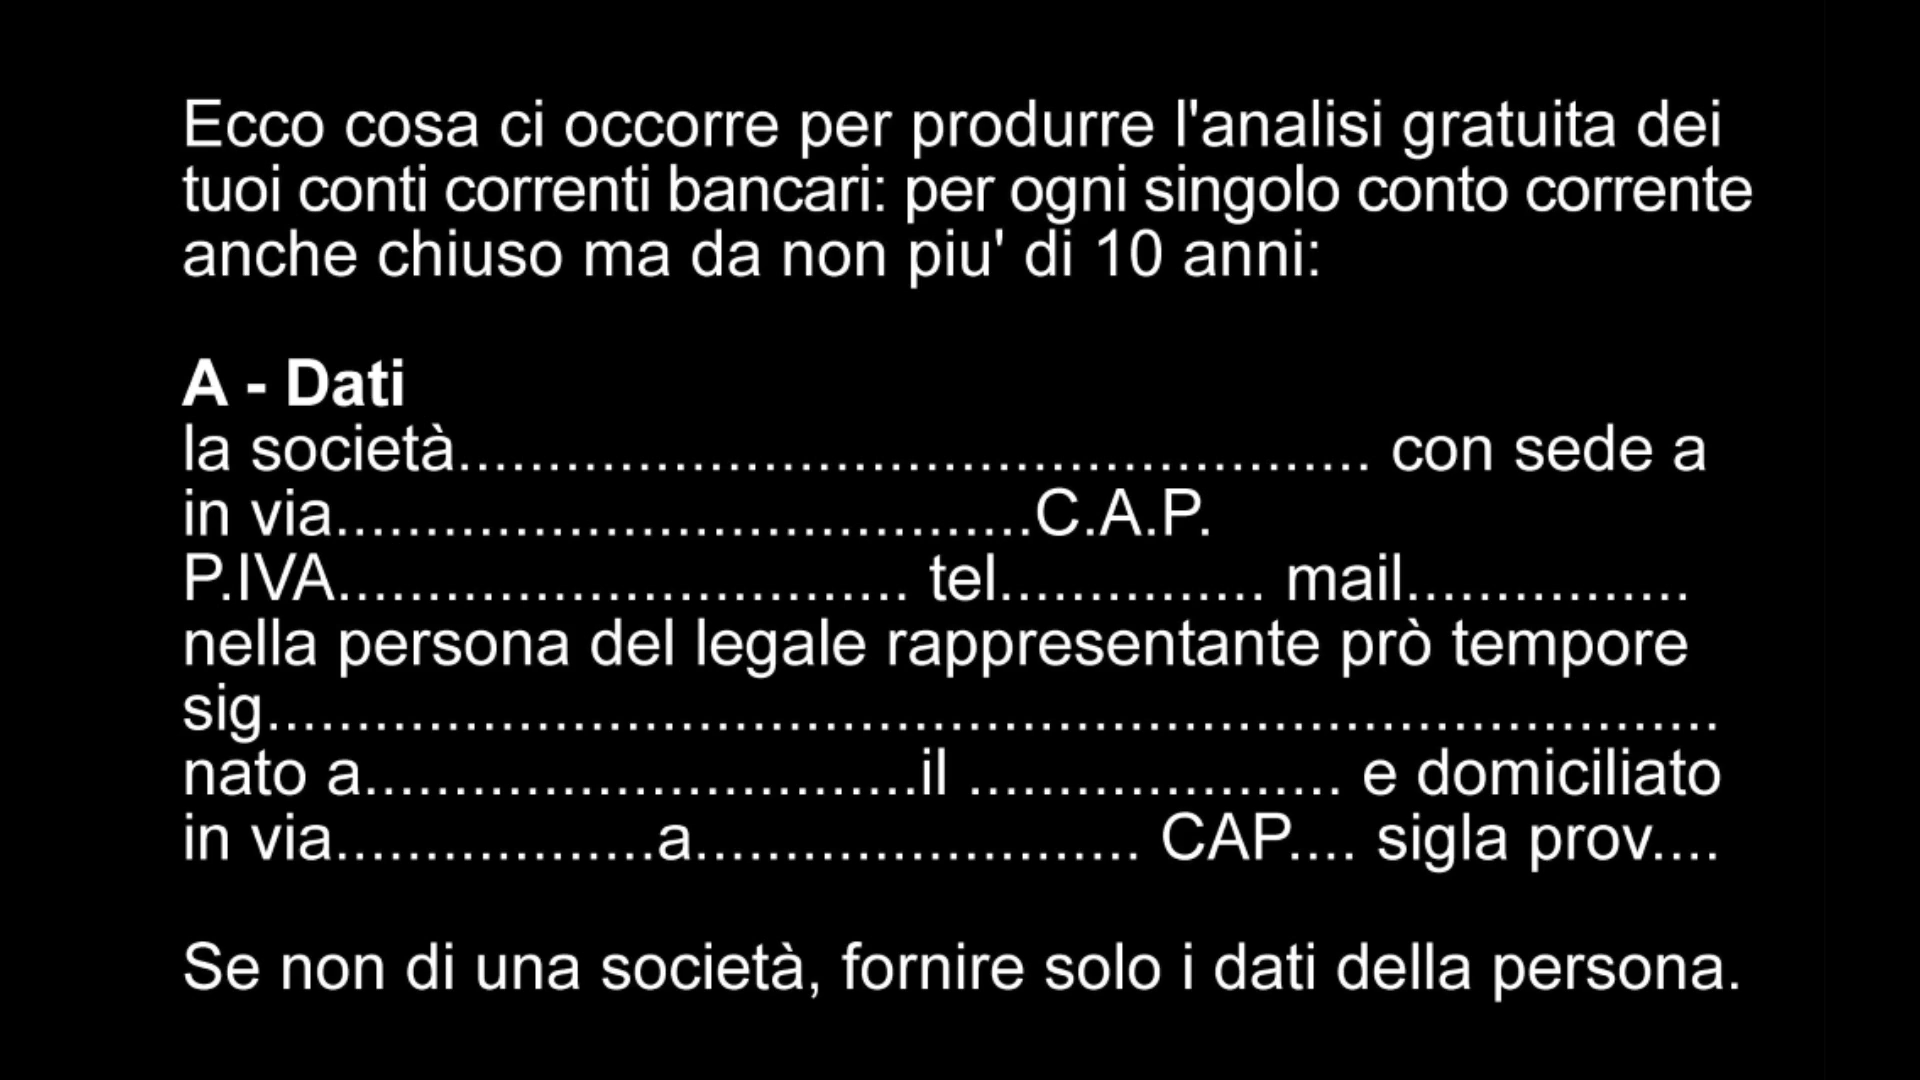 Ecco cosa ci occorre per produrre l'analisi gratuita dei
tuoi conti correnti bancari: per ogni singolo conto corrente
anche chiuso ma da non piu' di 10 anni:
A - Dati
la società................................................... con sede a
in via.......................................C.A.P.
P.IVA................................ tel............... mail................
nella persona del legale rappresentante prò tempore
sig.................................................................................
nato a...............................il ..................... e domiciliato
in via..................a......................... CAP.... sigla prov....
Se non di una società, fornire solo i dati della persona.